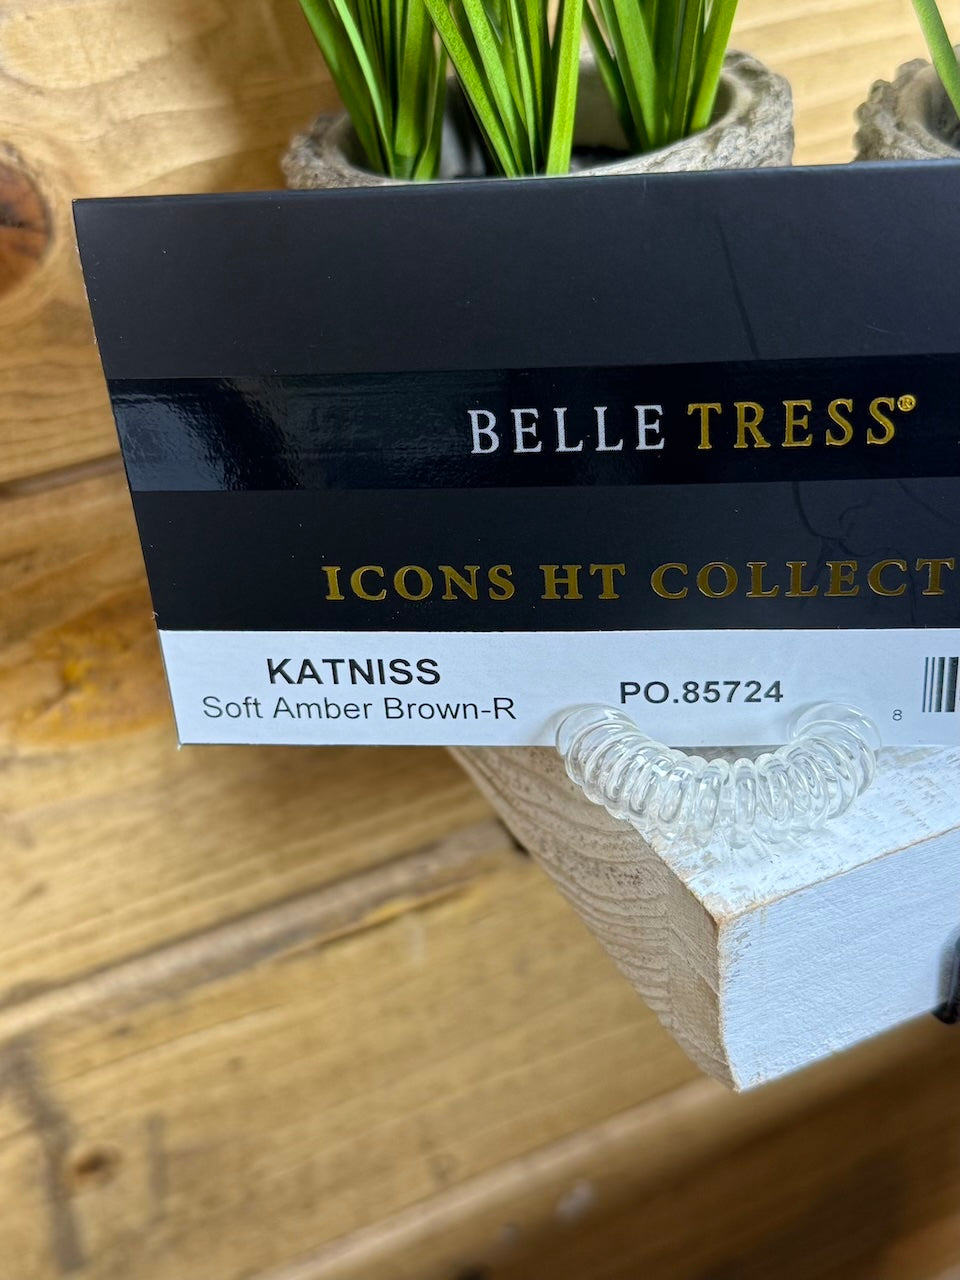 BELLE TRESS®
ICONS HT COLLECT
KATNISS
Soft Amber Brown-R
PO.85724
8